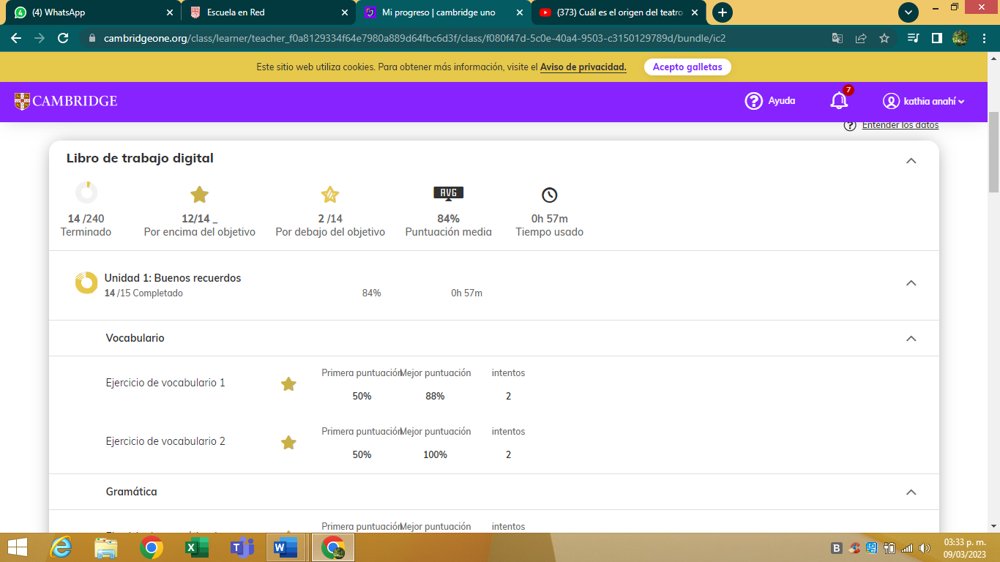 (4) WhatsApp
Escuela en Red
Mi progreso | cambridge uno
(373) Cuál es el origen del teatro
cambridgeone.org/class/learner/teacher_f0a8129334f64e7980a889d64fbc6d3f/class/f080f47d-5c0e-40a4-9503-c3150129789d/bundle/ic2
Este sitio web utiliza cookies. Para obtener más información, visite el Aviso de privacidad. Acepto galletas
CAMBRIDGE
Ayuda
7
kathia anahí
Entender los datos
Libro de trabajo digital
AVG
14 /240 12/14 _ 2 /14 84% 0h 57m
Terminado Por encima del objetivo Por debajo del objetivo Puntuación media Tiempo usado
Unidad 1: Buenos recuerdos
14 /15 Completado 84% 0h 57m
Vocabulario
Primera puntuación Mejor puntuación intentos
Ejercicio de vocabulario 1
50% 88% 2
Primera puntuación Mejor puntuación intentos
Ejercicio de vocabulario 2
50% 100% 2
Gramática
Primera puntuación Mejor puntuación intentos
03:33 p. m.
09/03/2023